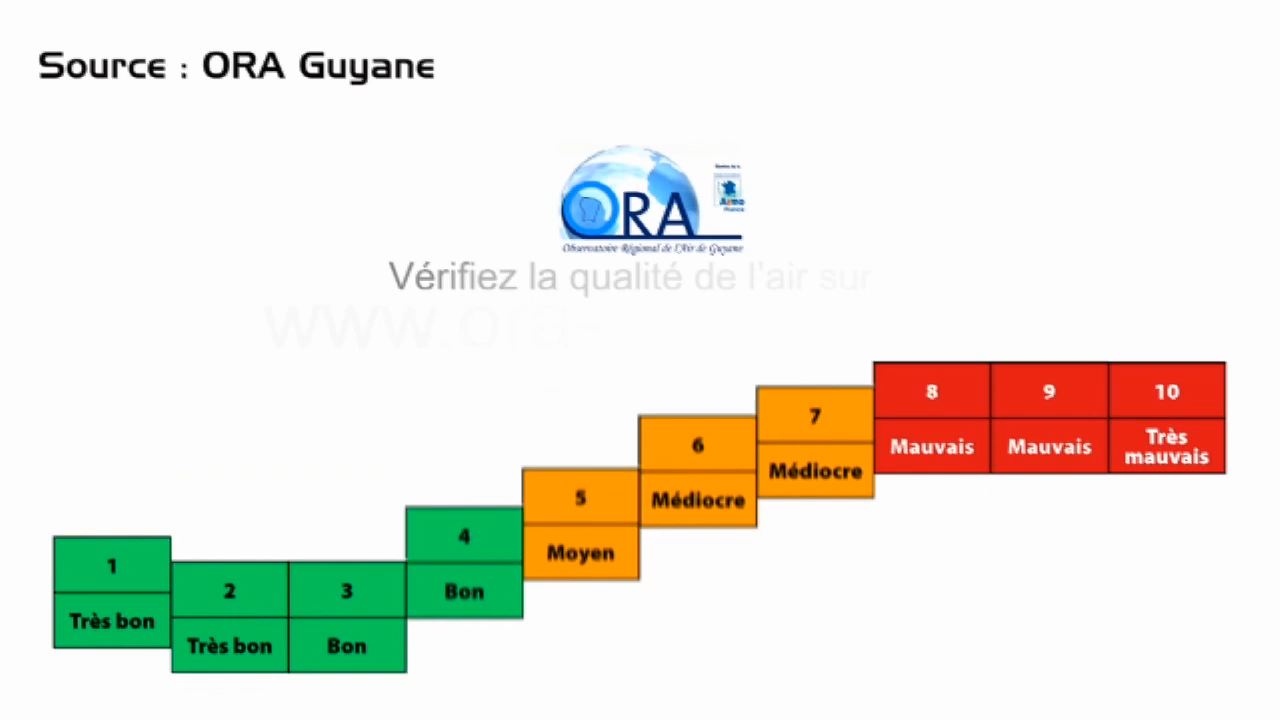 Source : ORA Guyane
ORA
Observatoire Régional de l'Air de Guyane
Vérifiez la qualité de l'air sur
www.ora-
8
9
10
Mauvais
Mauvais
Très
mauvais
7
Médiocre
6
Médiocre
5
Moyen
4
Bon
1
Très bon
2
3
Très bon
Bon